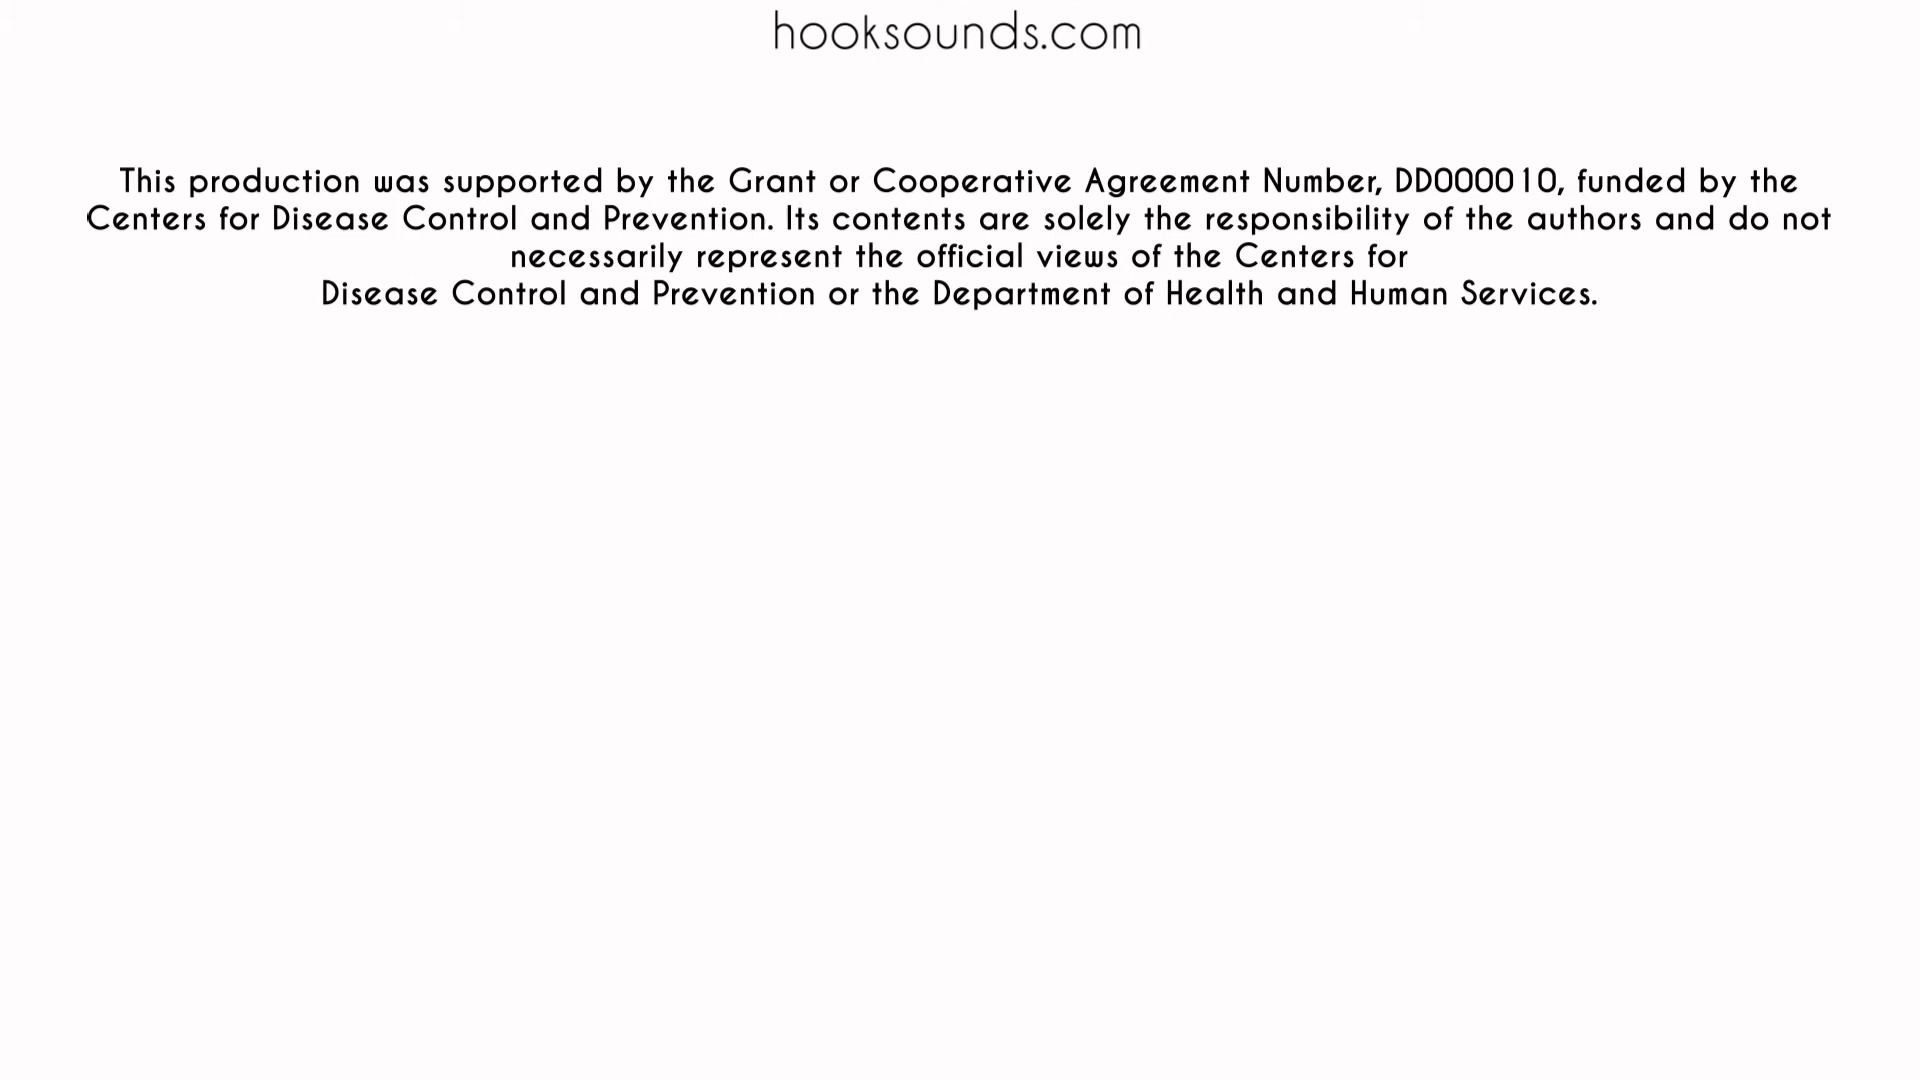 hooksounds.com
This production was supported by the Grant or Cooperative Agreement Number, DD000010, funded by the
Centers for Disease Control and Prevention. Its contents are solely the responsibility of the authors and do not
necessarily represent the official views of the Centers for
Disease Control and Prevention or the Department of Health and Human Services.